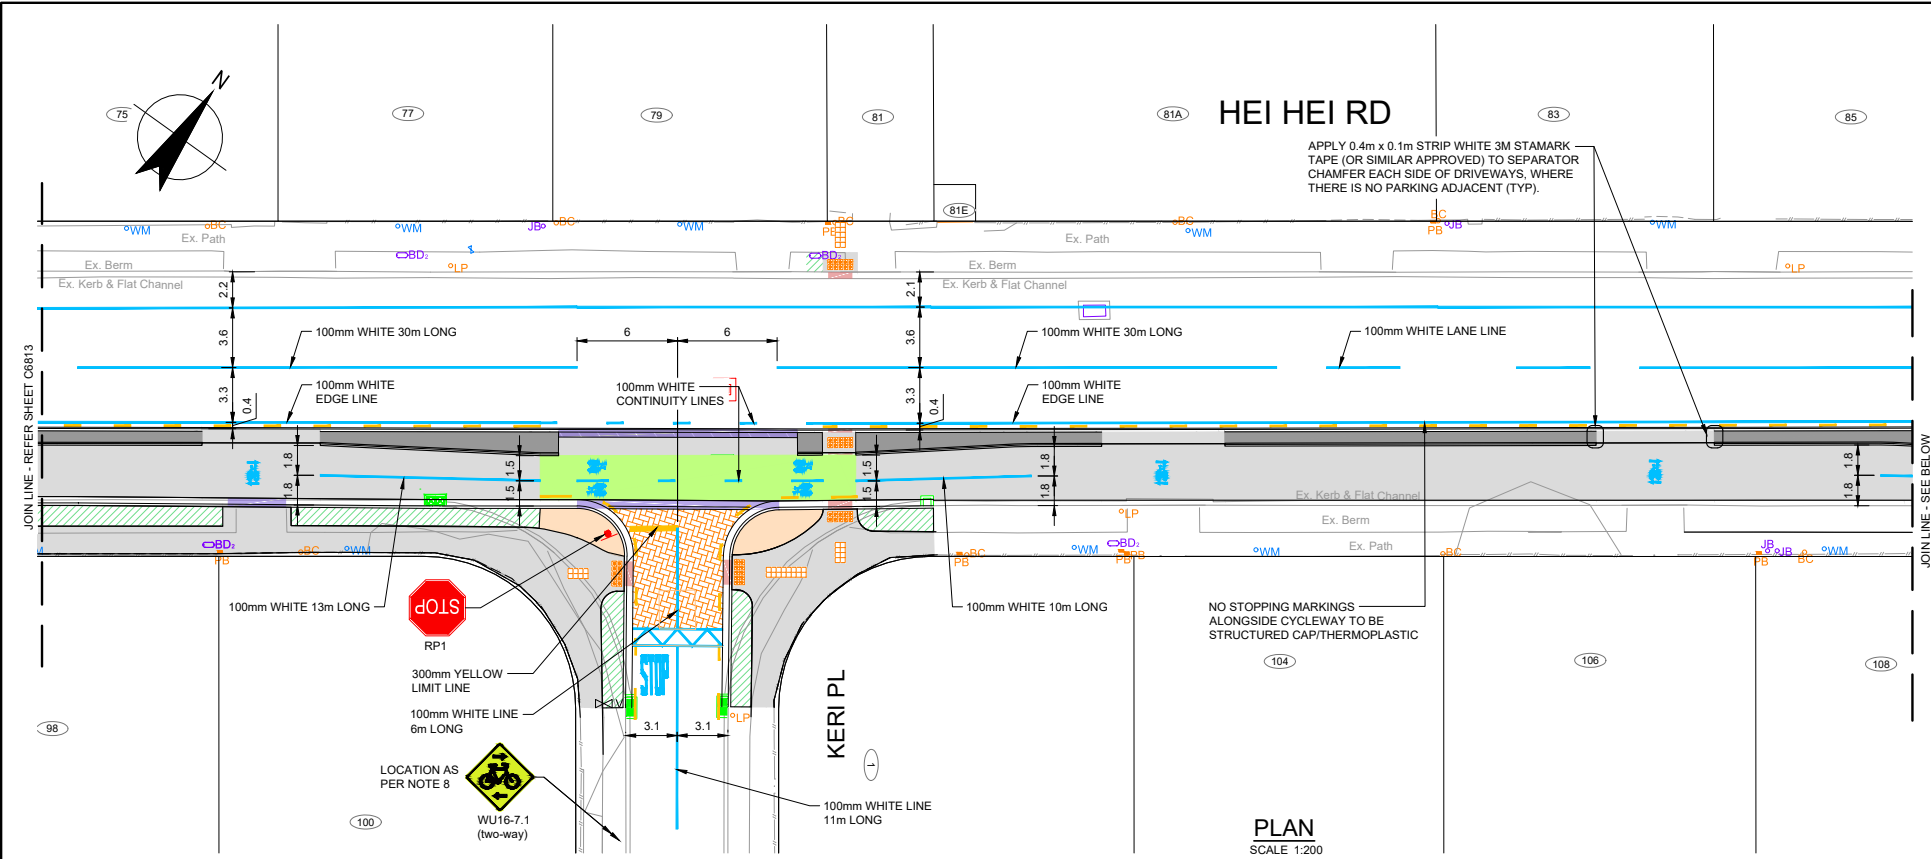 N
75
77
79
81
81A
HEI HEI RD
83
85
APPLY 0.4m x 0.1m STRIP WHITE 3M STAMARK
TAPE (OR SIMILAR APPROVED) TO SEPARATOR
CHAMFER EACH SIDE OF DRIVEWAYS, WHERE
THERE IS NO PARKING ADJACENT (TYP).
81E
WM
BC
WM
JB
BC
WM
BC
PB
BC
WM
BC
PB
JB
WM
Ex. Path
Ex. Path
BD2
BD2
Ex. Berm
LP
Ex. Berm
LP
Ex. Kerb & Flat Channel
Ex. Kerb & Flat Channel
2.2
2.1
3.6
3.6
3.3
3.3
0.4
0.4
100mm WHITE 30m LONG
6
6
100mm WHITE 30m LONG
100mm WHITE LANE LINE
100mm WHITE
EDGE LINE
100mm WHITE
CONTINUITY LINES
100mm WHITE
EDGE LINE
JOIN LINE - REFER SHEET C6813
JOIN LINE - SEE BELOW
1.8
1.8
1.5
1.5
1.5
1.5
1.8
1.8
1.8
1.8
Ex. Kerb & Flat Channel
Ex. Berm
Ex. Path
LP
BD2
PB
BC
WM
PB
BC
WM
BD2
PB
WM
BC
JB
JB
PB
BC
WM
100mm WHITE 13m LONG
STOP
RP1
100mm WHITE 10m LONG
NO STOPPING MARKINGS
ALONGSIDE CYCLEWAY TO BE
STRUCTURED CAP/THERMOPLASTIC
300mm YELLOW
LIMIT LINE
STOP
100mm WHITE LINE
6m LONG
3.1
3.1
LP
KERI PL
98
104
106
108
1
LOCATION AS
PER NOTE 8
WU16-7.1
(two-way)
100mm WHITE LINE
11m LONG
100
PLAN
SCALE 1:200